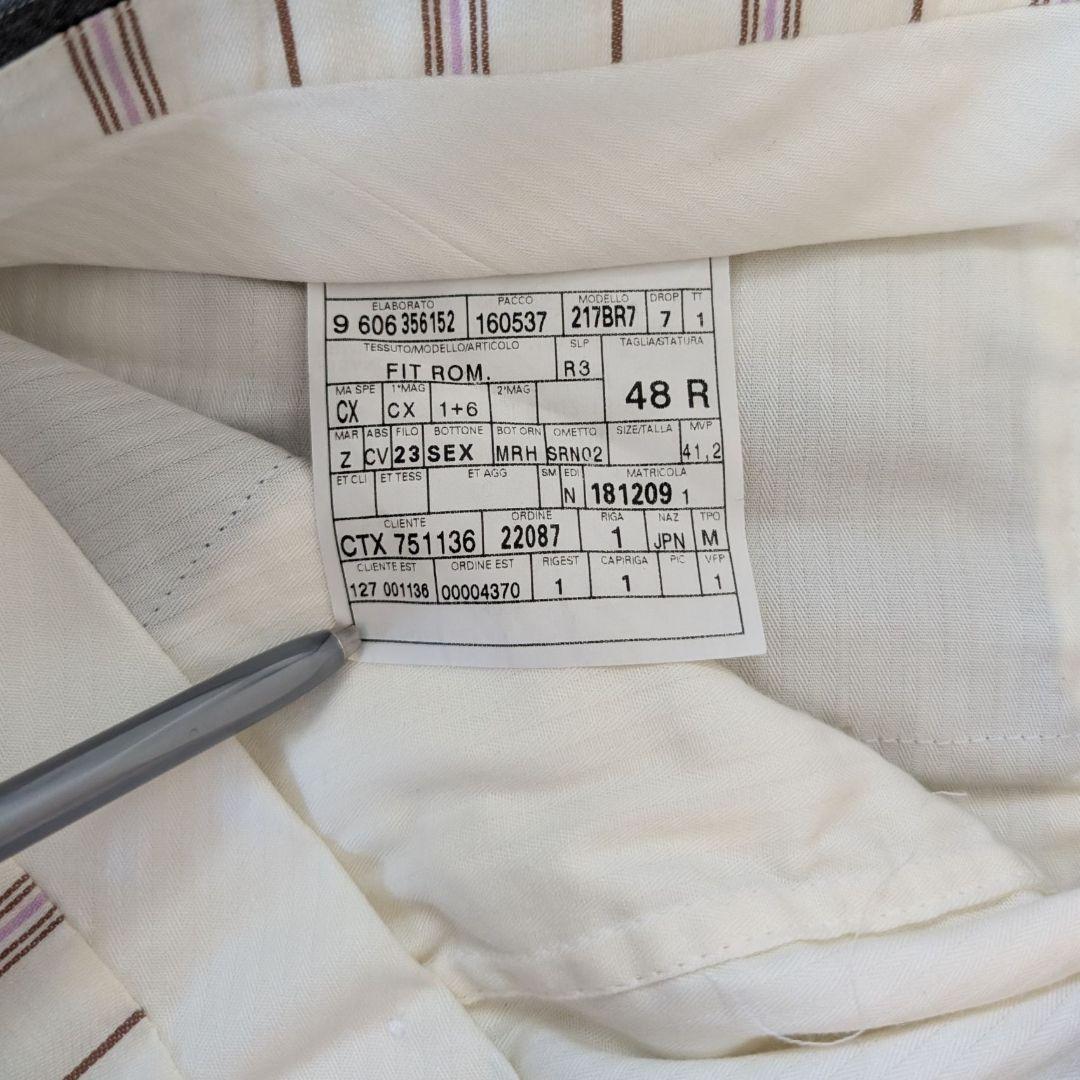 ELABORATO PACCO MODELLO DROP TT
9 606 356152 160537 217BR7 7 1
TESSUTO/MODELLO/ARTICOLO SLP TAGLIA/STATURA
FIT ROM. R3 48 R
MA SPE 1°MAG 2°MAG
CX CX 1+6
MAR ABS FILO BOTTONE BOT ORN OMETTO SIZE/TALLA MVP
Z CV 23 SEX MRH SRN02 41,2
ET CLI ET TESS ET AGG SM EDI MATRICOLA
N 181209 1
CLIENTE ORDINE RIGA NAZ TPO
CTX 751136 22087 1 JPN M
CLIENTE EST ORDINE EST RIGEST CAP/RIGA PIC VFP
127 001136 00004370 1 1 1